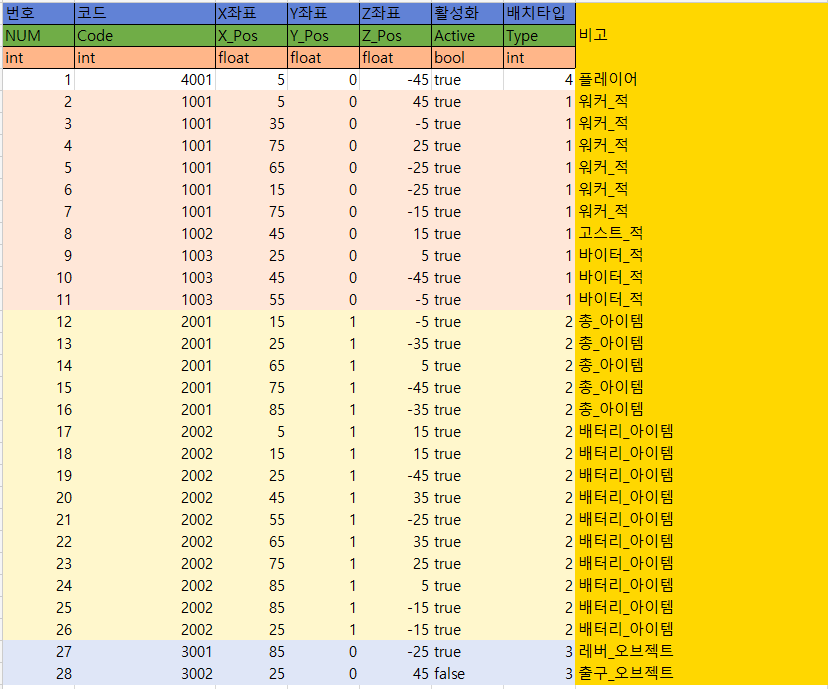 번호 코드 X좌표 Y좌표 Z좌표 활성화 배치타입 비고
NUM Code X_Pos Y_Pos Z_Pos Active Type
int int float float float bool int
1 4001 5 0 -45 true 4 플레이어
2 1001 5 0 45 true 1 워커_적
3 1001 35 0 -5 true 1 워커_적
4 1001 75 0 25 true 1 워커_적
5 1001 65 0 -25 true 1 워커_적
6 1001 15 0 -25 true 1 워커_적
7 1001 75 0 -15 true 1 워커_적
8 1002 45 0 15 true 1 고스트_적
9 1003 25 0 5 true 1 바이터_적
10 1003 45 0 -45 true 1 바이터_적
11 1003 55 0 -5 true 1 바이터_적
12 2001 15 1 -5 true 2 총_아이템
13 2001 25 1 -35 true 2 총_아이템
14 2001 65 1 5 true 2 총_아이템
15 2001 75 1 -45 true 2 총_아이템
16 2001 85 1 -35 true 2 총_아이템
17 2002 5 1 15 true 2 배터리_아이템
18 2002 15 1 15 true 2 배터리_아이템
19 2002 25 1 -45 true 2 배터리_아이템
20 2002 45 1 35 true 2 배터리_아이템
21 2002 55 1 -25 true 2 배터리_아이템
22 2002 65 1 35 true 2 배터리_아이템
23 2002 75 1 25 true 2 배터리_아이템
24 2002 85 1 5 true 2 배터리_아이템
25 2002 85 1 -15 true 2 배터리_아이템
26 2002 25 1 -15 true 2 배터리_아이템
27 3001 85 0 -25 true 3 레버_오브젝트
28 3002 25 0 45 false 3 출구_오브젝트